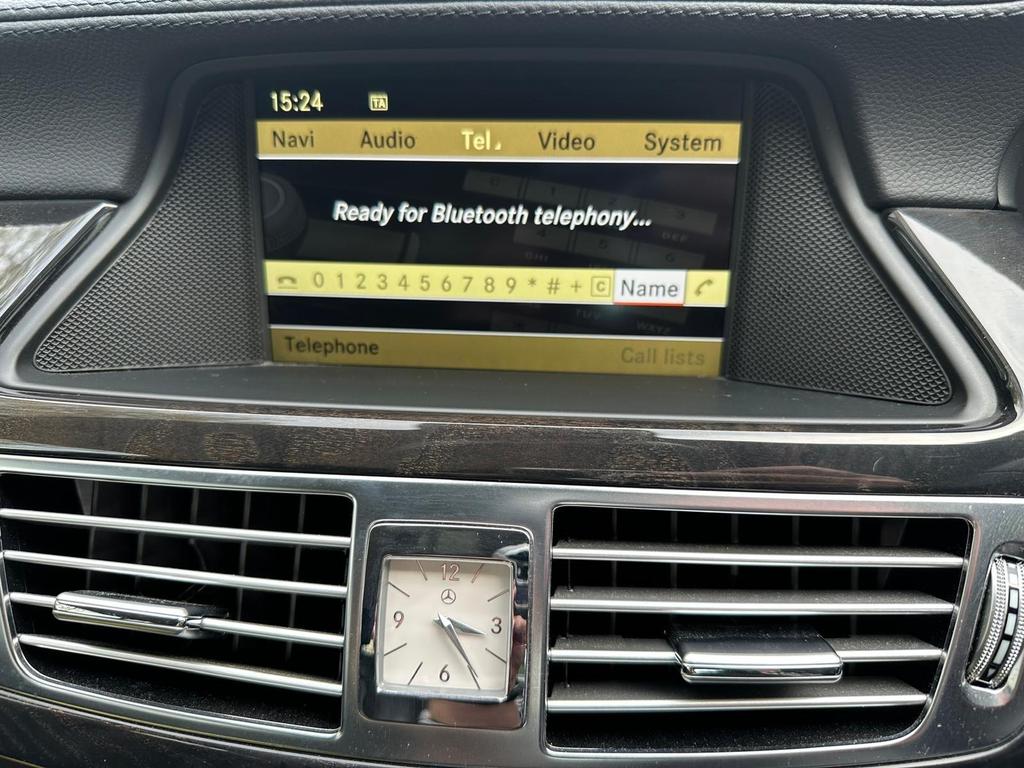 15:24 TA
Navi Audio Tel Video System
Ready for Bluetooth telephony...
0 1 2 3 4 5 6 7 8 9 * # + C Name
Telephone Call lists
12
9 3
6